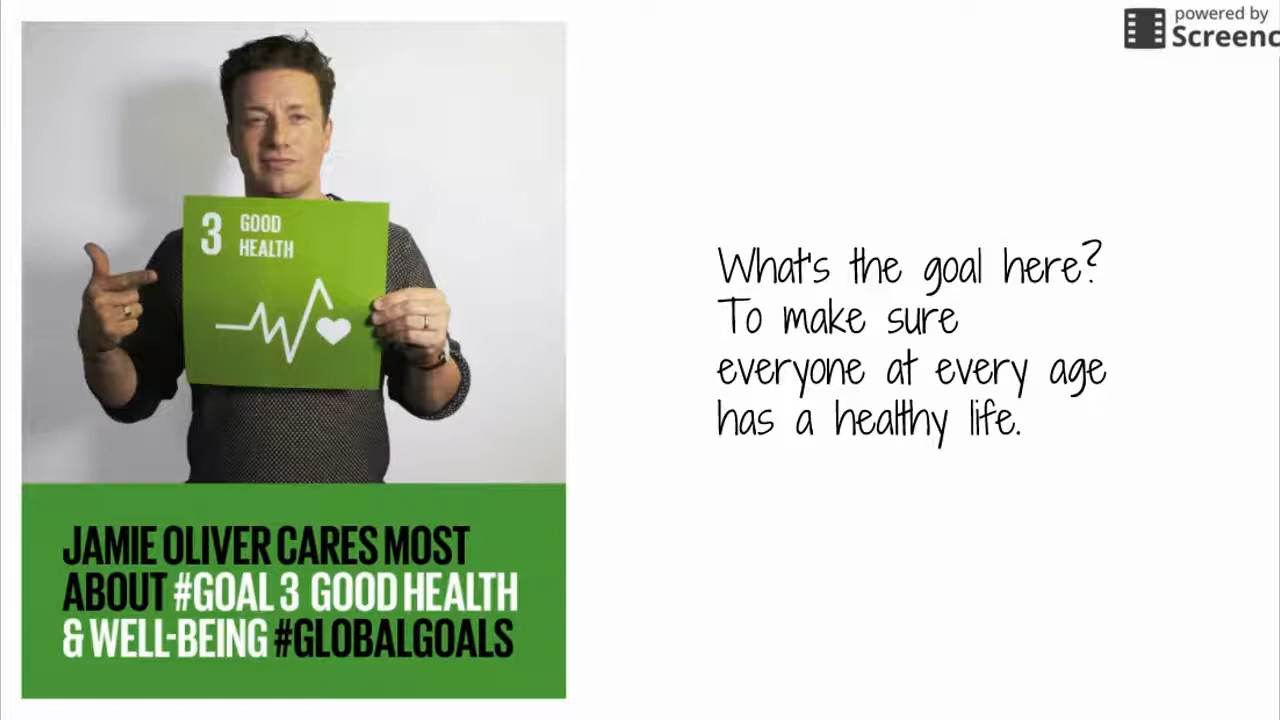 powered by
Screenc
3 GOOD
HEALTH
What's the goal here?
To make sure
everyone at every age
has a healthy life.
JAMIE OLIVER CARES MOST
ABOUT #GOAL 3 GOOD HEALTH
& WELL-BEING #GLOBALGOALS